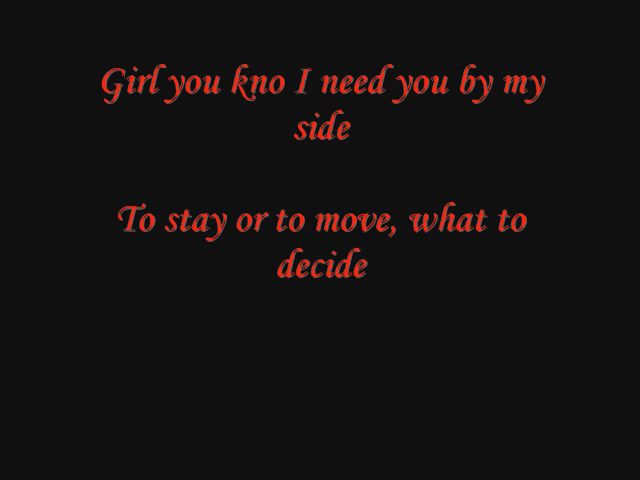 Girl you kno I need you by my
side
To stay or to move, what to
decide